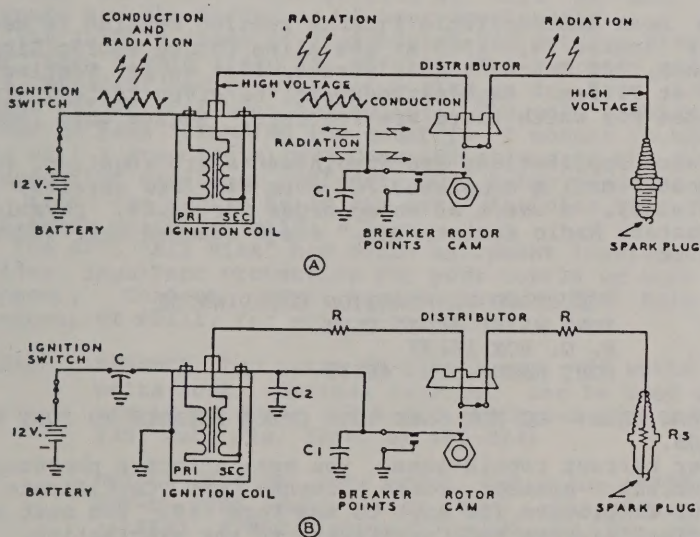 CONDUCTION
AND
RADIATION
RADIATION
RADIATION
DISTRIBUTOR
IGNITION
SWITCH
HIGH VOLTAGE
CONDUCTION
HIGH
VOLTAGE
RADIATION
+
12V.
-
C1
PRI SEC
BATTERY
IGNITION COIL
BREAKER
POINTS
ROTOR
CAM
SPARK PLUG
A
R
DISTRIBUTOR
R
IGNITION
SWITCH
C
C2
+
12V.
-
C1
RS
PRI SEC
BATTERY
IGNITION COIL
BREAKER
POINTS
ROTOR
CAM
SPARK PLUG
B